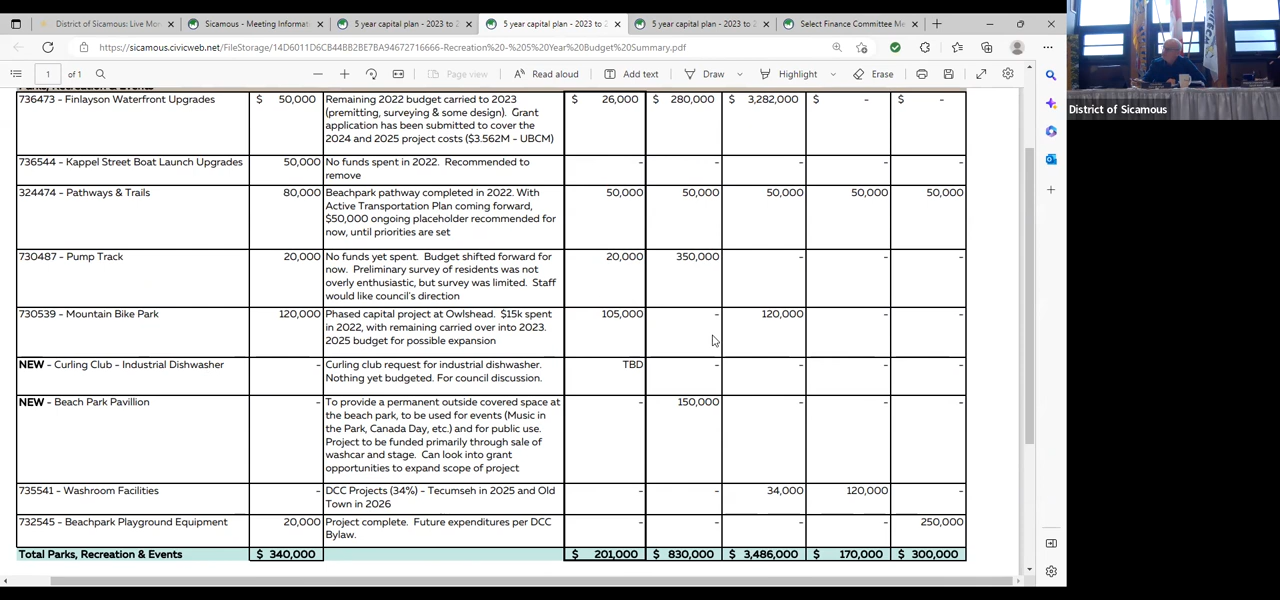 District of Sicamous: Live Mo
Sicamous - Meeting Informat
5 year capital plan - 2023 to 2
5 year capital plan - 2023 to 2
5 year capital plan - 2023 to 2
Select Finance Committee Me
https://sicamous.civicweb.net/FileStorage/14D6011D6CB44BB2BE7BA94672716666-Recreation%20-%205%20Year%20Budget%20Summary.pdf
1 of 1
Page view
Read aloud
Add text
Draw
Highlight
Erase
District of Sicamous
736473 - Finlayson Waterfront Upgrades $ 50,000 Remaining 2022 budget carried to 2023 $ 26,000 $ 280,000 $ 3,282,000 $ - $ -
(premitting, surveying & some design). Grant
application has been submitted to cover the
2024 and 2025 project costs ($3.562M - UBCM)
736544 - Kappel Street Boat Launch Upgrades 50,000 No funds spent in 2022. Recommended to - - - - -
remove
324474 - Pathways & Trails 80,000 Beachpark pathway completed in 2022. With 50,000 50,000 50,000 50,000 50,000
Active Transportation Plan coming forward,
$50,000 ongoing placeholder recommended for
now, until priorities are set
730487 - Pump Track 20,000 No funds yet spent. Budget shifted forward for 20,000 350,000 - - -
now. Preliminary survey of residents was not
overly enthusiastic, but survey was limited. Staff
would like council's direction
730539 - Mountain Bike Park 120,000 Phased capital project at Owlshead. $15k spent 105,000 - 120,000 - -
in 2022, with remaining carried over into 2023.
2025 budget for possible expansion
NEW - Curling Club - Industrial Dishwasher - Curling club request for industrial dishwasher. TBD - - - -
Nothing yet budgeted. For council discussion.
NEW - Beach Park Pavillion - To provide a permanent outside covered space at - 150,000 - - -
the beach park, to be used for events (Music in
the Park, Canada Day, etc.) and for public use.
Project to be funded primarily through sale of
washcar and stage. Can look into grant
opportunities to expand scope of project
735541 - Washroom Facilities - DCC Projects (34%) - Tecumseh in 2025 and Old - - 34,000 120,000 -
Town in 2026
732545 - Beachpark Playground Equipment 20,000 Project complete. Future expenditures per DCC - - - - 250,000
Bylaw.
Total Parks, Recreation & Events $ 340,000 $ 201,000 $ 830,000 $ 3,486,000 $ 170,000 $ 300,000